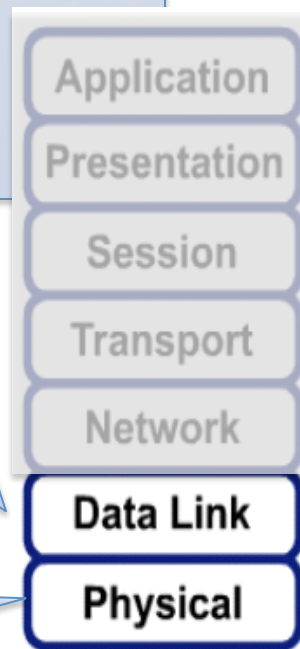 Application
Presentation
Session
Transport
Network
Data Link
Physical